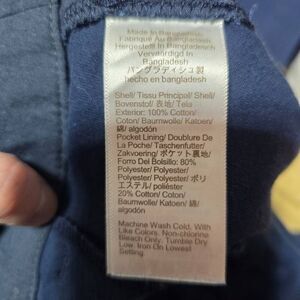 Made In Bangladesh
Fabriqué Au Bangladesh
Hergestellt In Bangladesh
Vervaardigd In
Bangladesh
バングラディシュ製
hecho en bangladesh
Shell/ Tissu Principal/ Shell/
Bovenstof/ 表地/ Tela
Exterior: 100% Cotton/
Coton/ Baumwolle/ Katoen/
綿/ algodón
Pocket Lining/ Doublure De
La Poche/ Taschenfutter/
Zakvoering/ ポケット裏地/
Forro Del Bolsillo: 80%
Polyester/ Polyester/
Polyester/ Polyester/ ポリ
エステル/ poliéster
20% Cotton/ Coton/
Baumwolle/ Katoen/ 綿/
algodón
Machine Wash Cold, With
Like Colors, Non-chlorine
Bleach Only, Tumble Dry
Low, Iron On Lowest
Setting